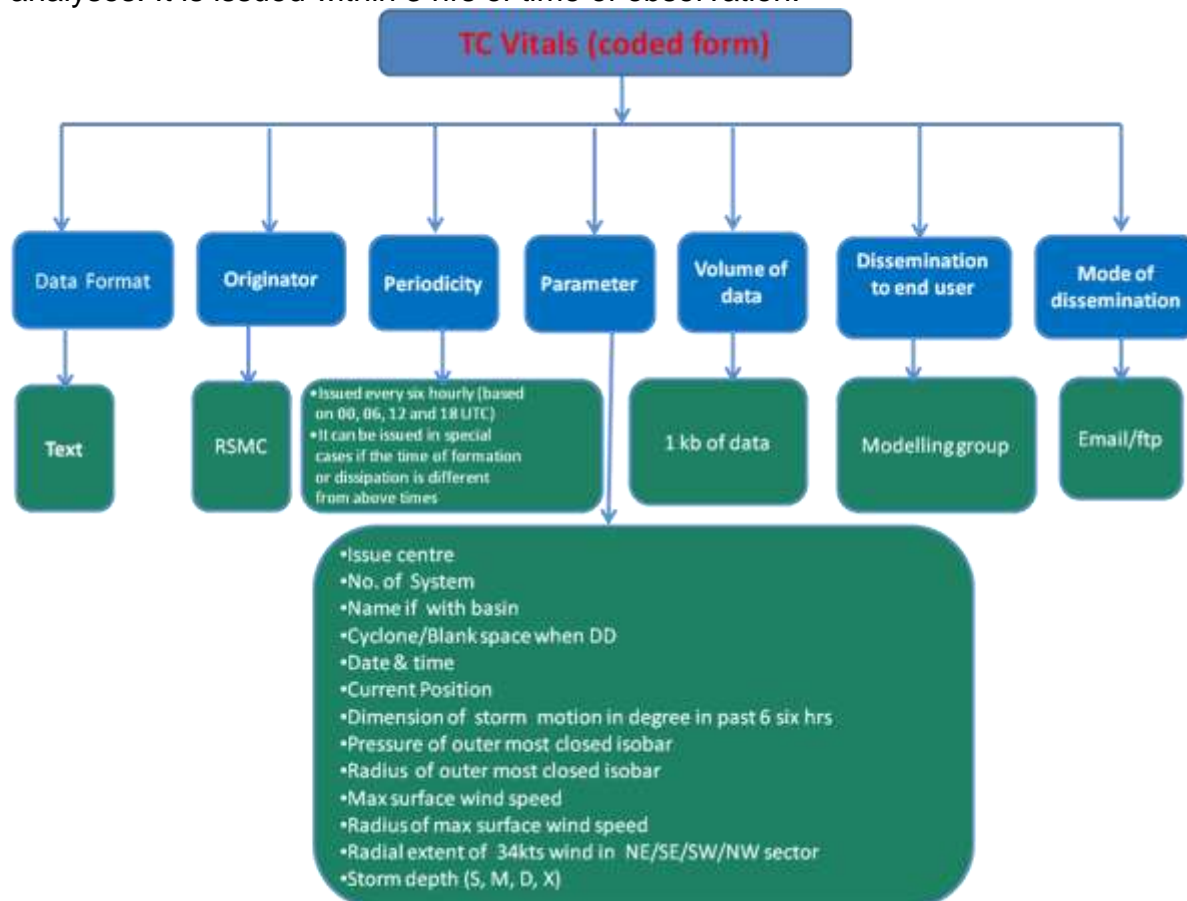 analyses. It is issued within 3 hrs of time of observation.
TC Vitals (coded form)
Data Format
Originator
Periodicity
Parameter
Volume of
data
Dissemination
to end user
Mode of
dissemination
Text
RSMC
•Issued every six hourly (based
on 00, 06, 12 and 18 UTC)
•It can be issued in special
cases if the time of formation
or dissipation is different
from above times
1 kb of data
Modelling group
Email/ftp
•Issue centre
•No. of System
•Name if with basin
•Cyclone/Blank space when DD
•Date & time
•Current Position
•Dimension of storm motion in degree in past 6 six hrs
•Pressure of outer most closed isobar
•Radius of outer most closed isobar
•Max surface wind speed
•Radius of max surface wind speed
•Radial extent of 34kts wind in NE/SE/SW/NW sector
•Storm depth (S, M, D, X)